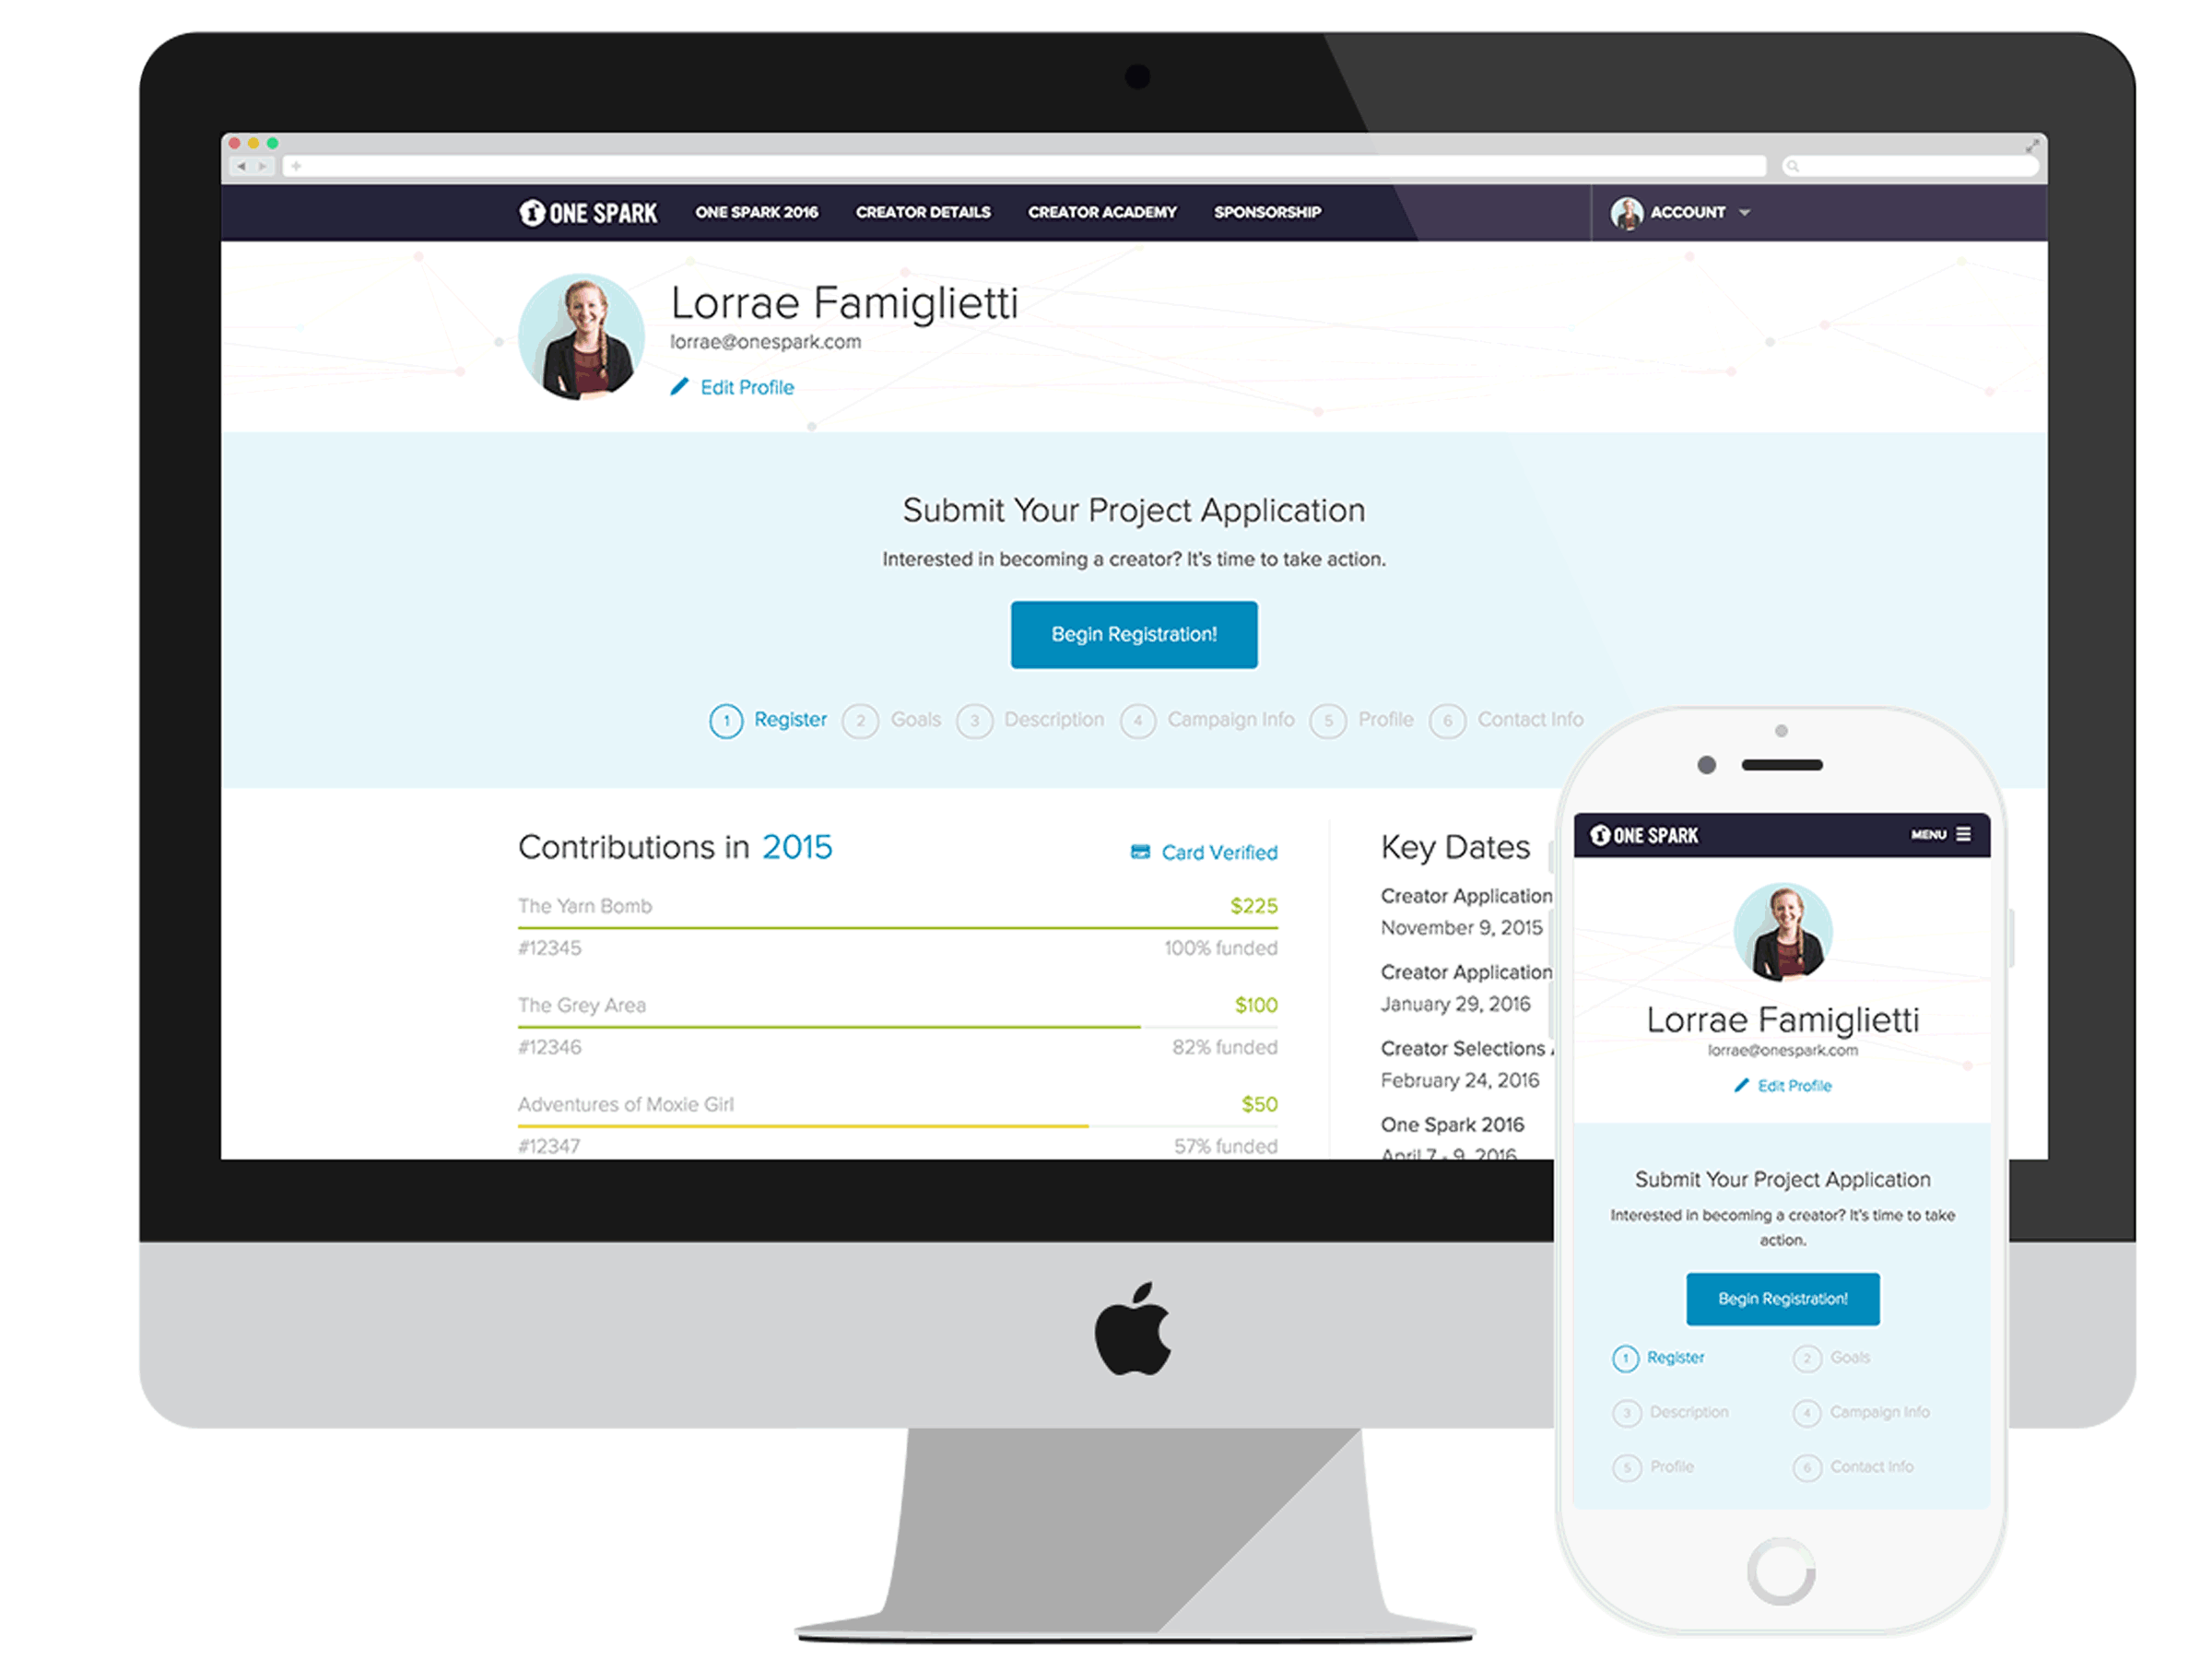 ONE SPARK ONE SPARK 2016 CREATOR DETAILS CREATOR ACADEMY SPONSORSHIP ACCOUNT
Lorrae Famiglietti
lorrae@onespark.com
Edit Profile
Submit Your Project Application
Interested in becoming a creator? It's time to take action.
Begin Registration!
1 Register 2 Goals 3 Description 4 Campaign Info 5 Profile 6 Contact Info
Contributions in 2015 Card Verified
The Yarn Bomb $225
#12345 100% funded
The Grey Area $100
#12346 82% funded
Adventures of Moxie Girl $50
#12347 57% funded
Key Dates
Creator Application
November 9, 2015
Creator Application
January 29, 2016
Creator Selections
February 24, 2016
One Spark 2016
April 7 - 9, 2016
ONE SPARK MENU
Lorrae Famiglietti
lorrae@onespark.com
Edit Profile
Submit Your Project Application
Interested in becoming a creator? It's time to take
action.
Begin Registration!
1 Register 2 Goals
3 Description 4 Campaign Info
5 Profile 6 Contact Info